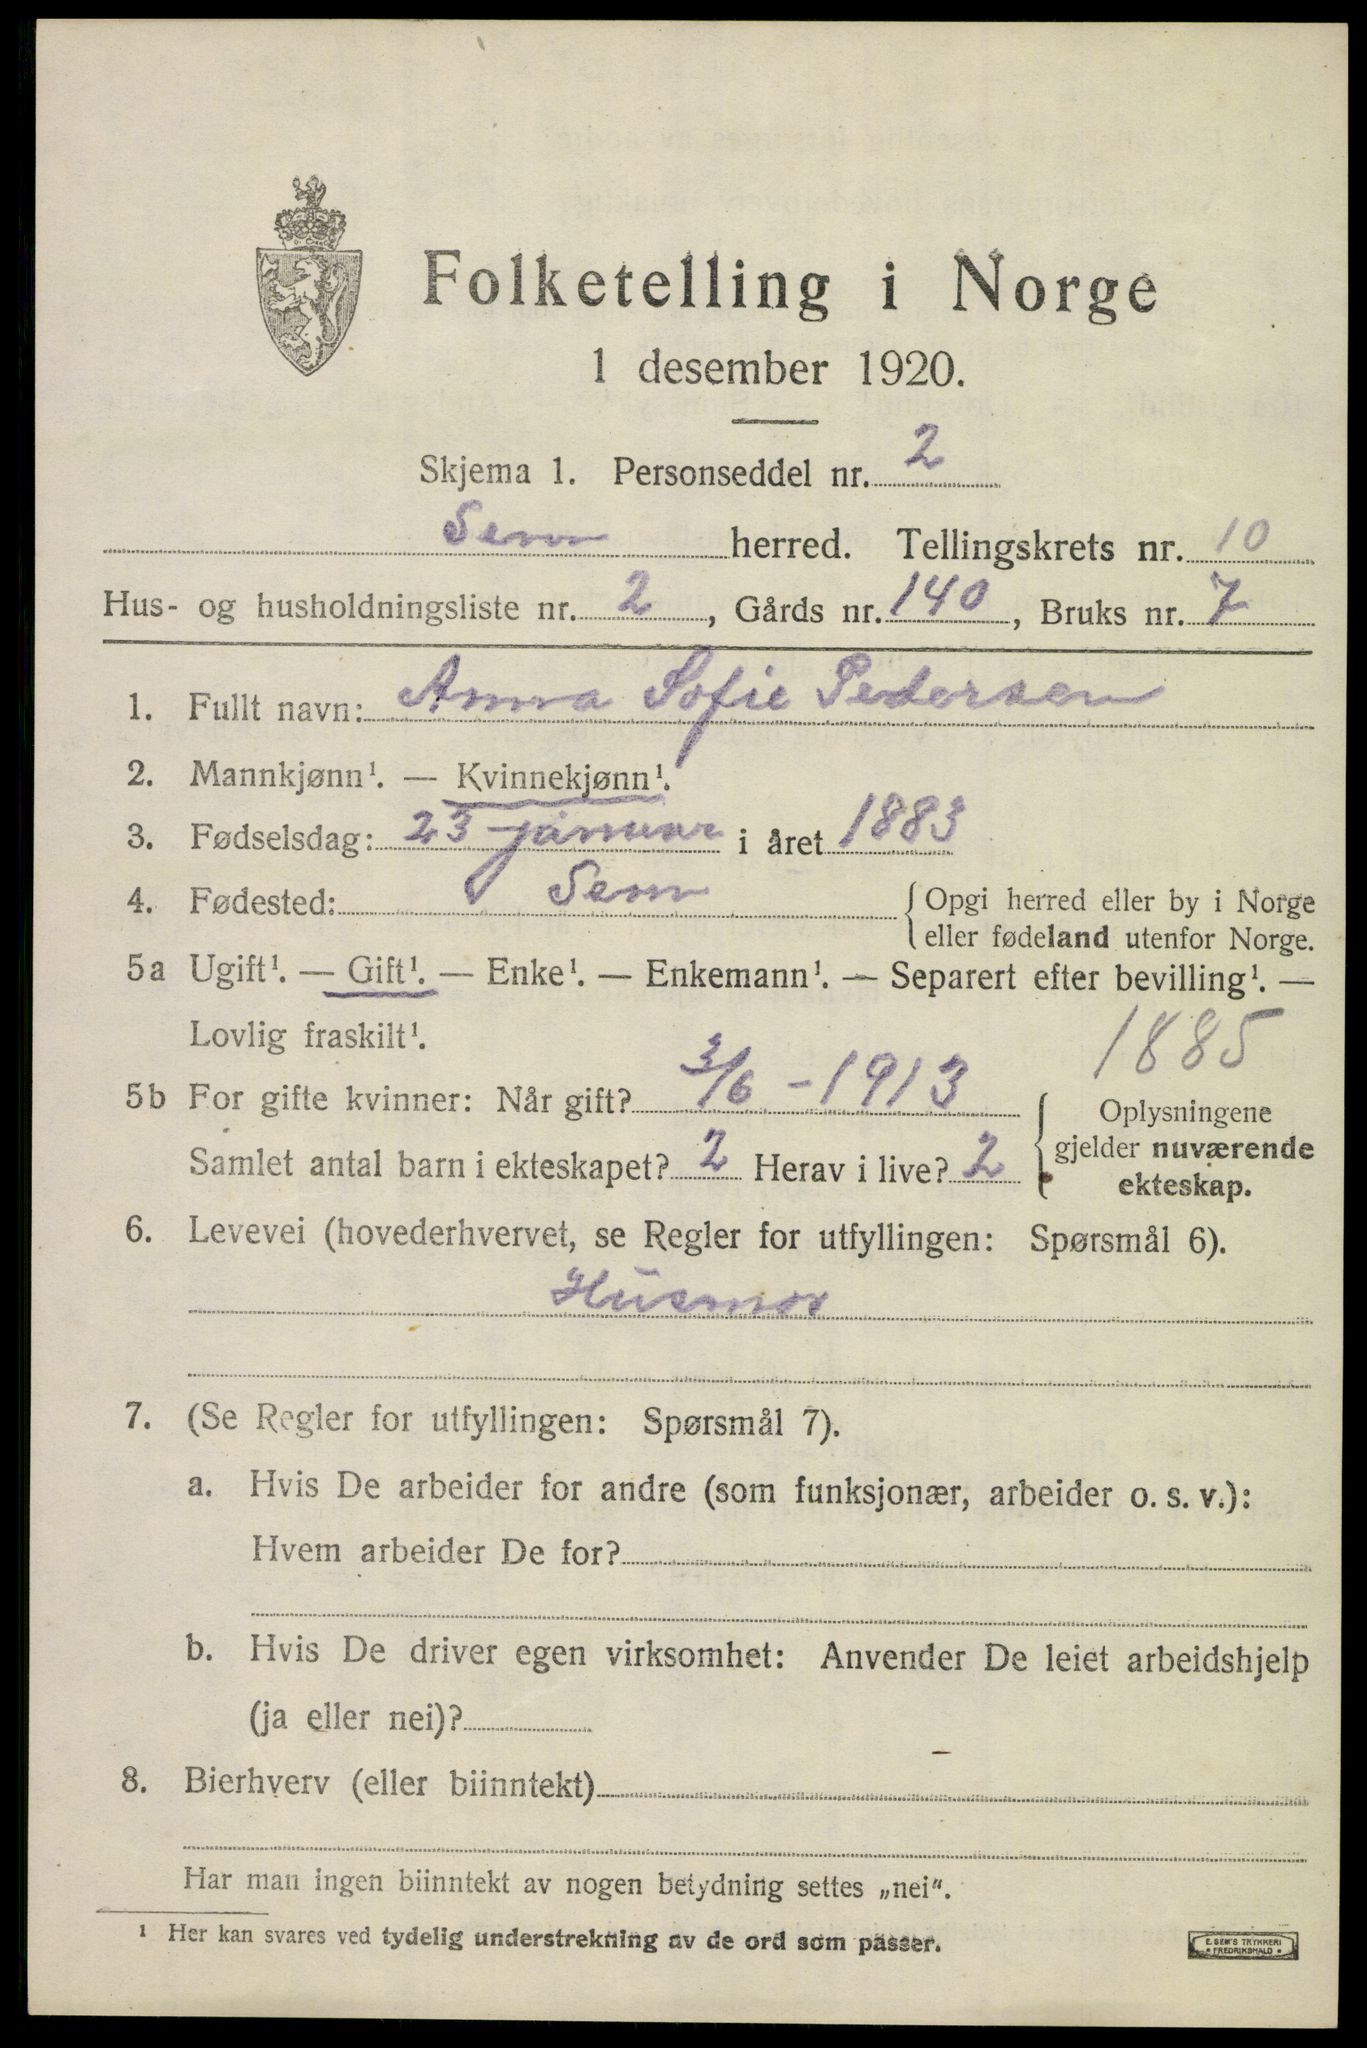 Folketelling i Norge
1 desember 1920.
Skjema 1. Personseddel nr. 2
Sem herred. Tellingskrets nr. 10
Hus- og husholdningsliste nr. 2, Gårds nr. 140, Bruks nr. 7
1. Fullt navn: Anna Sofie Pedersen
2. Mannkjønn¹. — Kvinnekjønn¹.
3. Fødselsdag: 23 januar i året 1883
4. Fødested: Sem {Opgi herred eller by i Norge
eller fødeland utenfor Norge.
5a Ugift¹. — Gift¹. — Enke¹. — Enkemann¹. — Separert efter bevilling¹. —
Lovlig fraskilt¹.
1885
5b For gifte kvinner: Når gift? 3/6 - 1913
Samlet antal barn i ekteskapet? 2 Herav i live? 2
{Oplysningene
gjelder nuværende
ekteskap.
6. Levevei (hovederhvervet, se Regler for utfyllingen: Spørsmål 6).
Husmor
7. (Se Regler for utfyllingen: Spørsmål 7).
a. Hvis De arbeider for andre (som funksjonær, arbeider o. s. v.):
Hvem arbeider De for?
b. Hvis De driver egen virksomhet: Anvender De leiet arbeidshjelp
(ja eller nei)?
8. Bierhverv (eller biinntekt)
Har man ingen biinntekt av nogen betydning settes „nei“.
¹ Her kan svares ved tydelig understrekning av de ord som passer.
E. SEM'S TRYKKERI
• FREDRIKSHALD •